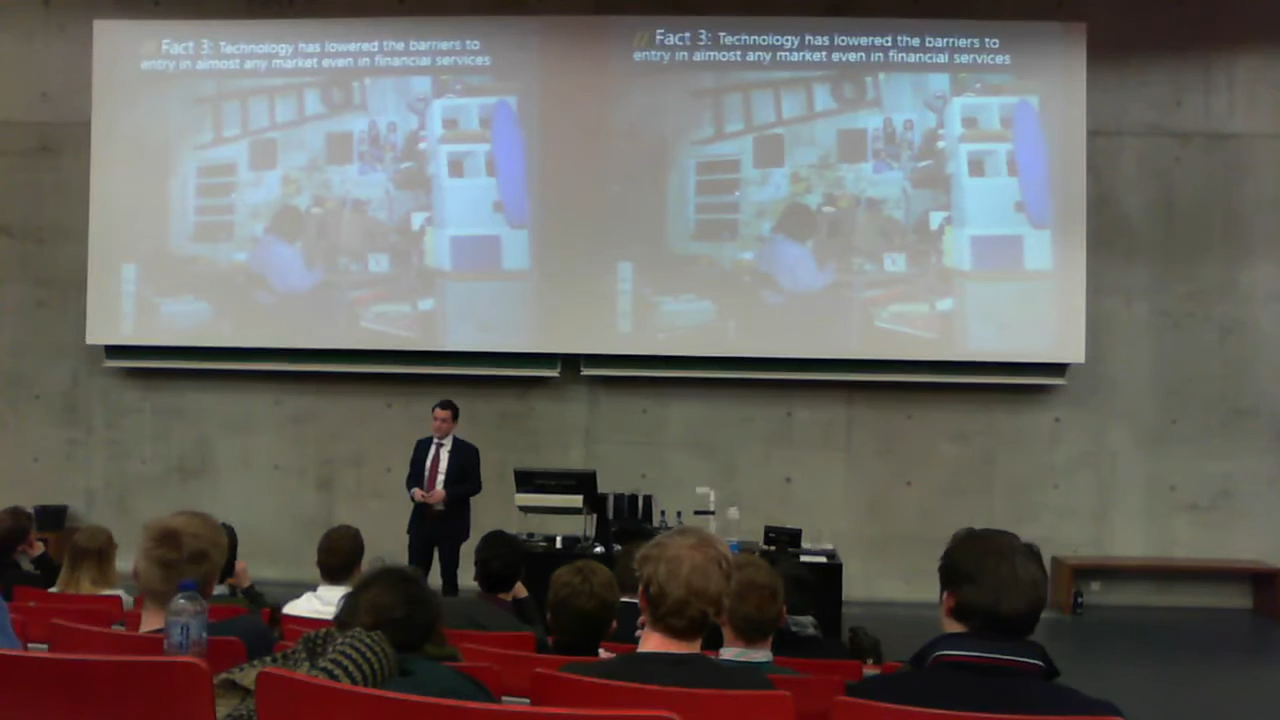 // Fact 3: Technology has lowered the barriers to
entry in almost any market even in financial services
// Fact 3: Technology has lowered the barriers to
entry in almost any market even in financial services